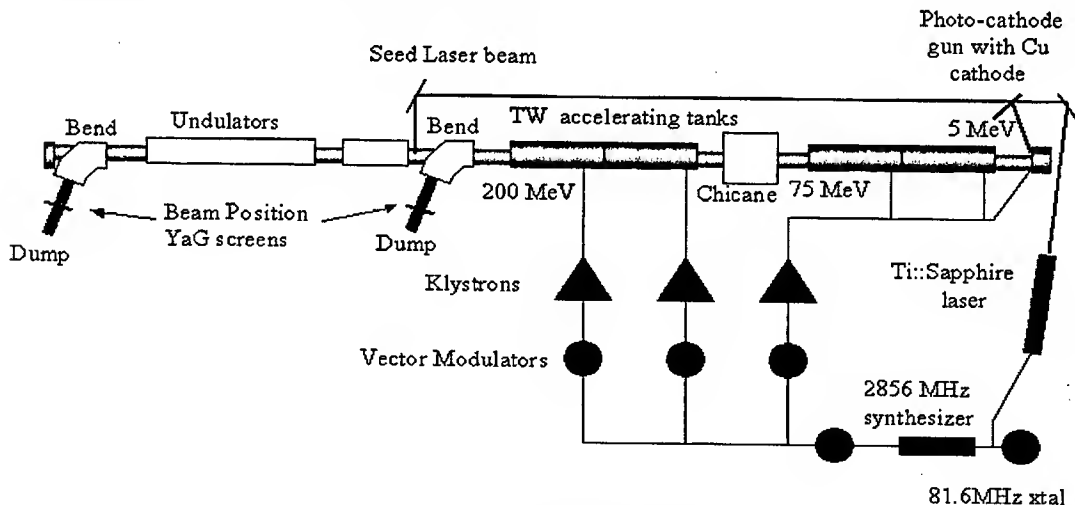 Photo-cathode
gun with Cu
cathode
Seed Laser beam
Bend
Undulators
Bend
TW accelerating tanks
5 MeV
200 MeV
Chicane
75 MeV
Beam Position
YaG screens
Dump
Dump
Klystrons
Ti::Sapphire
laser
Vector Modulators
2856 MHz
synthesizer
81.6MHz xtal